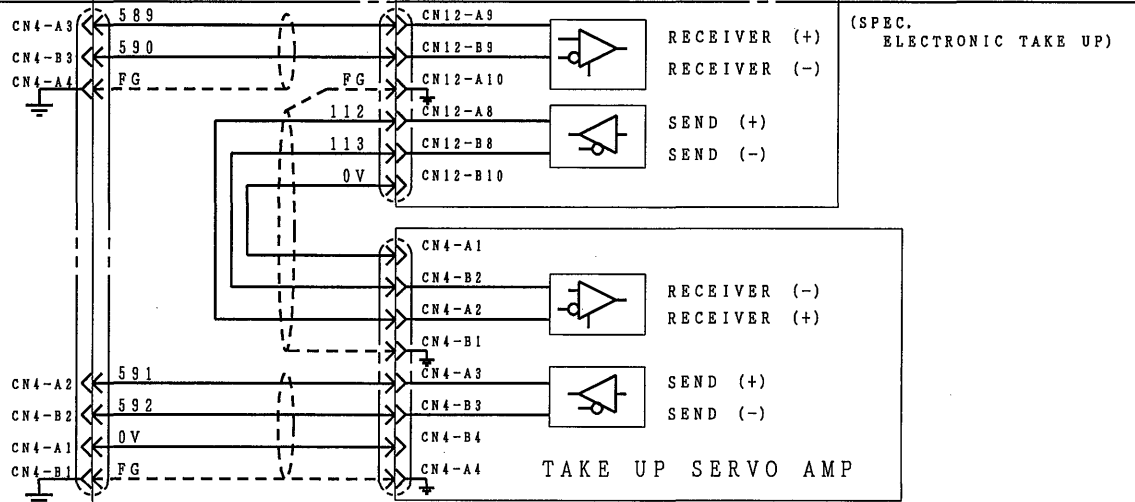 CN4-A3 589 CN12-A9 (SPEC.
ELECTRONIC TAKE UP)
RECEIVER (+)
CN4-B3 590 CN12-B9
RECEIVER (-)
CN4-A4 FG FG CN12-A10
112 CN12-A8
SEND (+)
113 CN12-B8
SEND (-)
0V CN12-B10
CN4-A1
CN4-B2
RECEIVER (-)
CN4-A2
RECEIVER (+)
CN4-B1
CN4-A2 591 CN4-A3
SEND (+)
CN4-B2 592 CN4-B3
SEND (-)
CN4-A1 0V CN4-B4
CN4-B1 FG CN4-A4
TAKE UP SERVO AMP